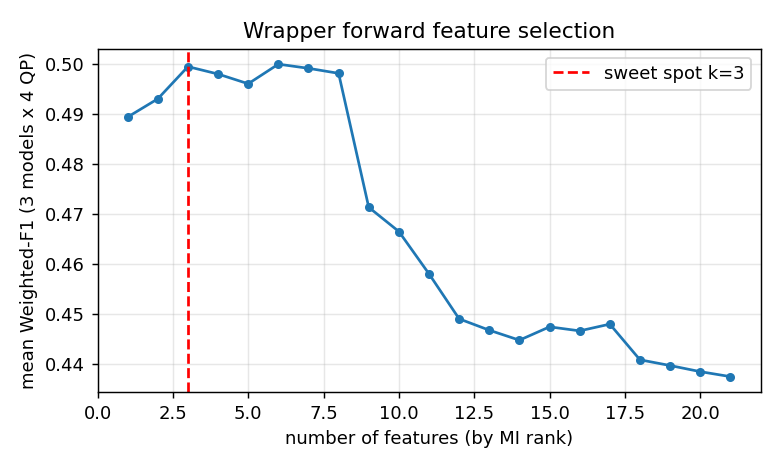 Wrapper forward feature selection
mean Weighted-F1 (3 models x 4 QP)
0.50
0.49
0.48
0.47
0.46
0.45
0.44
sweet spot k=3
0.0 2.5 5.0 7.5 10.0 12.5 15.0 17.5 20.0
number of features (by MI rank)